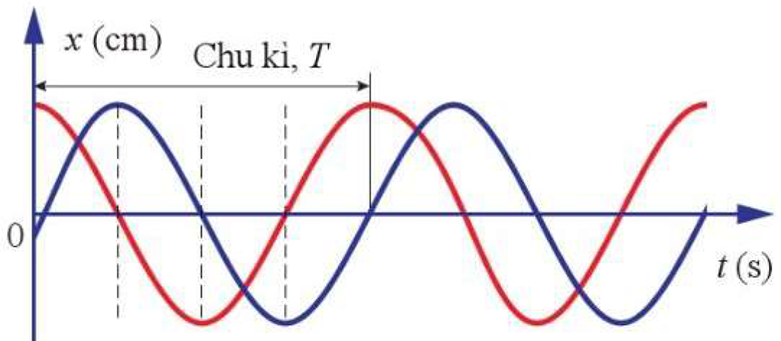 x (cm)
Chu kì, T
0
t (s)